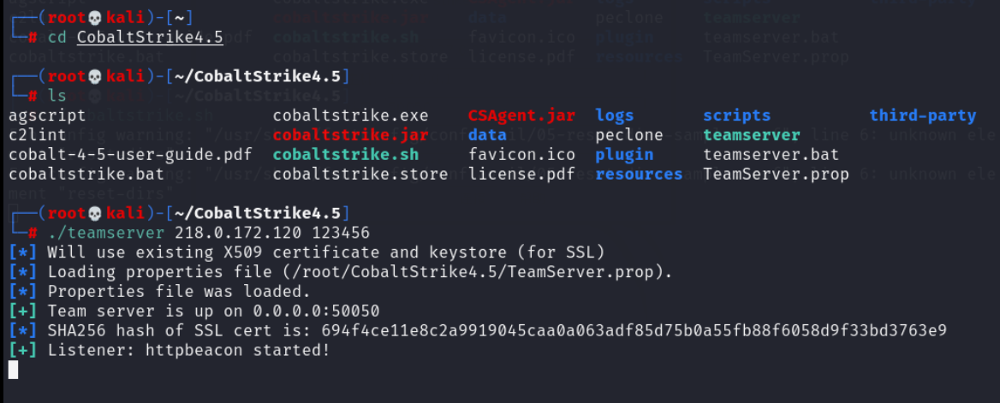 ┌──(root💀kali)-[~]
└─# cd CobaltStrike4.5
┌──(root💀kali)-[~/CobaltStrike4.5]
└─# ls
agscript cobaltstrike.exe CSAgent.jar logs scripts third-party
c2lint cobaltstrike.jar data peclone teamserver
cobalt-4-5-user-guide.pdf cobaltstrike.sh favicon.ico plugin teamserver.bat
cobaltstrike.bat cobaltstrike.store license.pdf resources TeamServer.prop
┌──(root💀kali)-[~/CobaltStrike4.5]
└─# ./teamserver 218.0.172.120 123456
[*] Will use existing X509 certificate and keystore (for SSL)
[*] Loading properties file (/root/CobaltStrike4.5/TeamServer.prop).
[*] Properties file was loaded.
[+] Team server is up on 0.0.0.0:50050
[*] SHA256 hash of SSL cert is: 694f4ce11e8c2a9919045caa0a063adf85d75b0a55fb88f6058d9f33bd3763e9
[+] Listener: httpbeacon started!